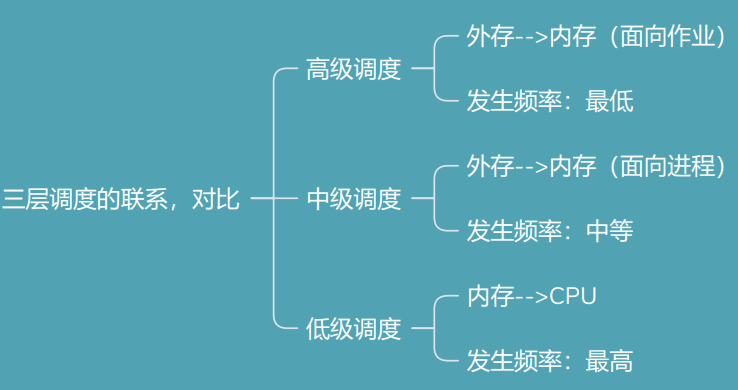 三层调度的联系，对比
高级调度
外存-->内存（面向作业）
发生频率：最低
中级调度
外存-->内存（面向进程）
发生频率：中等
低级调度
内存-->CPU
发生频率：最高